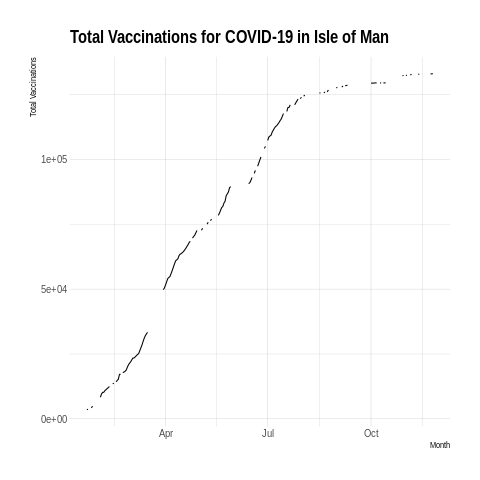 Total Vaccinations for COVID-19 in Isle of Man
Total Vaccinations
1e+05
5e+04
0e+00
Apr
Jul
Oct
Month